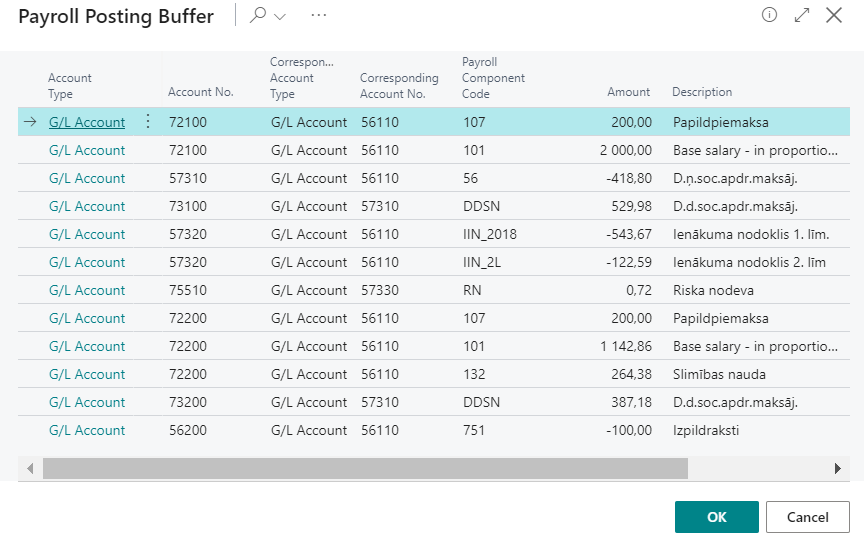 Payroll Posting Buffer
Account Type Account No. Correspon... Account Type Corresponding Account No. Payroll Component Code Amount Description
G/L Account 72100 G/L Account 56110 107 200,00 Papildpiemaksa
G/L Account 72100 G/L Account 56110 101 2 000,00 Base salary - in proportio...
G/L Account 57310 G/L Account 56110 56 -418,80 D.ņ.soc.apdr.maksāj.
G/L Account 73100 G/L Account 57310 DDSN 529,98 D.d.soc.apdr.maksāj.
G/L Account 57320 G/L Account 56110 IIN_2018 -543,67 Ienākuma nodoklis 1. līm.
G/L Account 57320 G/L Account 56110 IIN_2L -122,59 Ienākuma nodoklis 2. līm
G/L Account 75510 G/L Account 57330 RN 0,72 Riska nodeva
G/L Account 72200 G/L Account 56110 107 200,00 Papildpiemaksa
G/L Account 72200 G/L Account 56110 101 1 142,86 Base salary - in proportio...
G/L Account 72200 G/L Account 56110 132 264,38 Slimības nauda
G/L Account 73200 G/L Account 57310 DDSN 387,18 D.d.soc.apdr.maksāj.
G/L Account 56200 G/L Account 56110 751 -100,00 Izpildraksti
OK Cancel